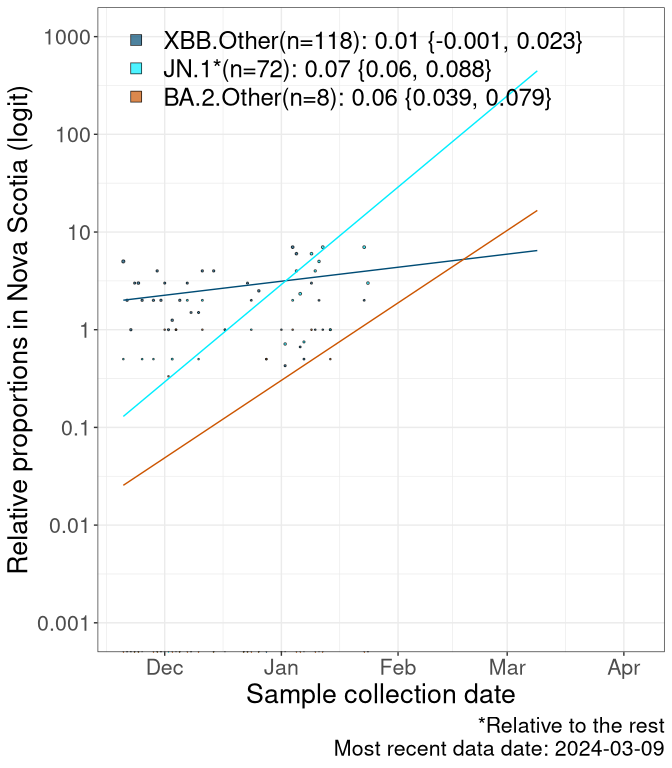 XBB.Other(n=118): 0.01 {-0.001, 0.023}
JN.1*(n=72): 0.07 {0.06, 0.088}
BA.2.Other(n=8): 0.06 {0.039, 0.079}
Relative proportions in Nova Scotia (logit)
1000
100
10
1
0.1
0.01
0.001
Dec Jan Feb Mar Apr
Sample collection date
*Relative to the rest
Most recent data date: 2024-03-09